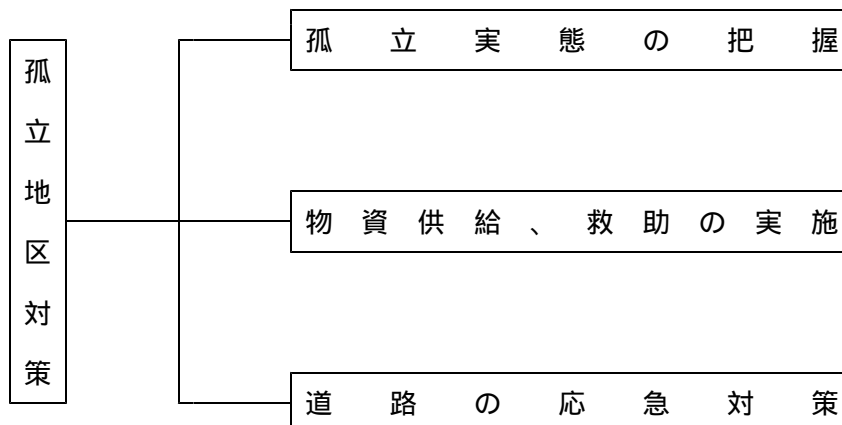 孤立地区対策
孤立実態の把握
物資供給、救助の実施
道路の応急対策